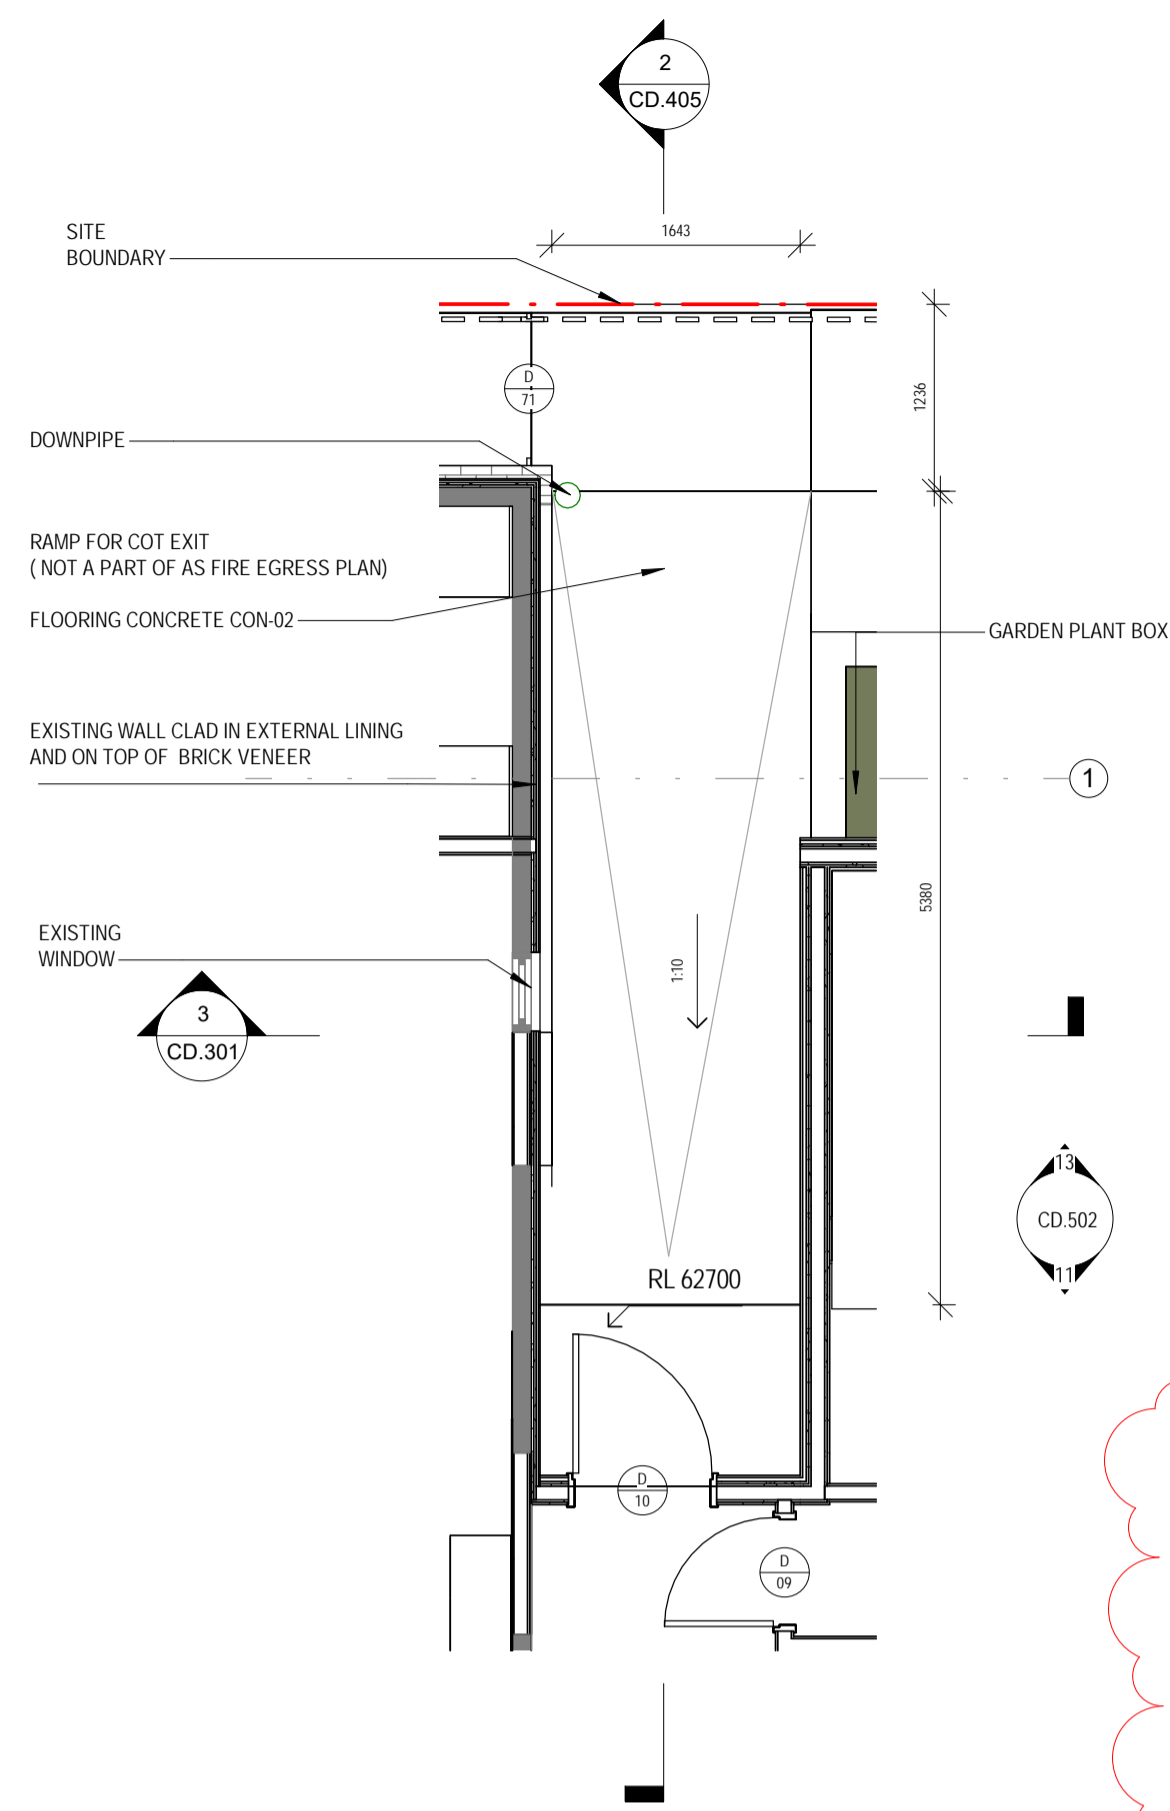 2
CD.405
1643
SITE
BOUNDARY
D
71
1236
DOWNPIPE
RAMP FOR COT EXIT
( NOT A PART OF AS FIRE EGRESS PLAN)
FLOORING CONCRETE CON-02
GARDEN PLANT BOX
EXISTING WALL CLAD IN EXTERNAL LINING
AND ON TOP OF BRICK VENEER
1
5380
EXISTING
WINDOW
1:10
3
CD.301
13
CD.502
11
RL 62700
D
10
D
09